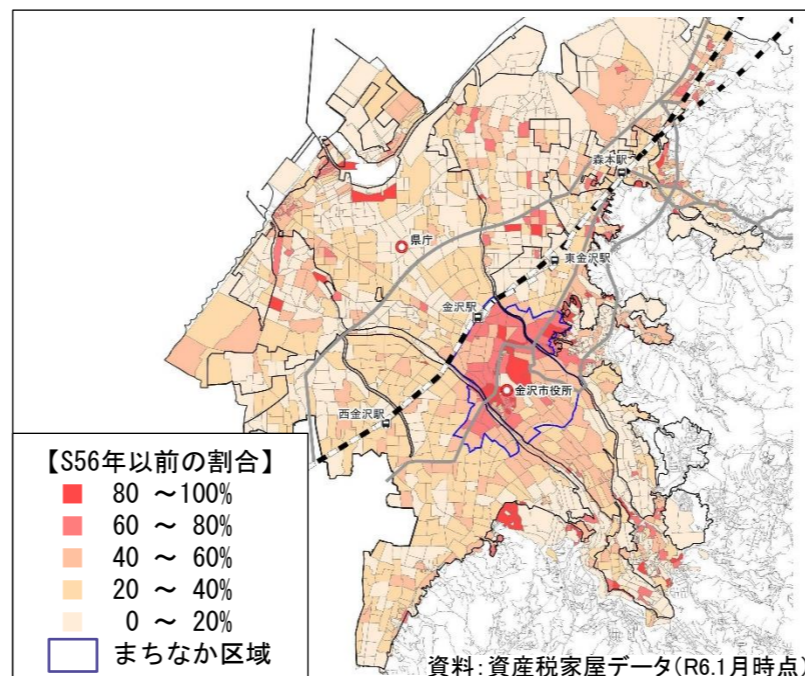 森本駅
県庁
東金沢駅
金沢駅
金沢市役所
西金沢駅
【S56年以前の割合】
80 ～100%
60 ～ 80%
40 ～ 60%
20 ～ 40%
0 ～ 20%
まちなか区域
資料:資産税家屋データ(R6.1月時点)